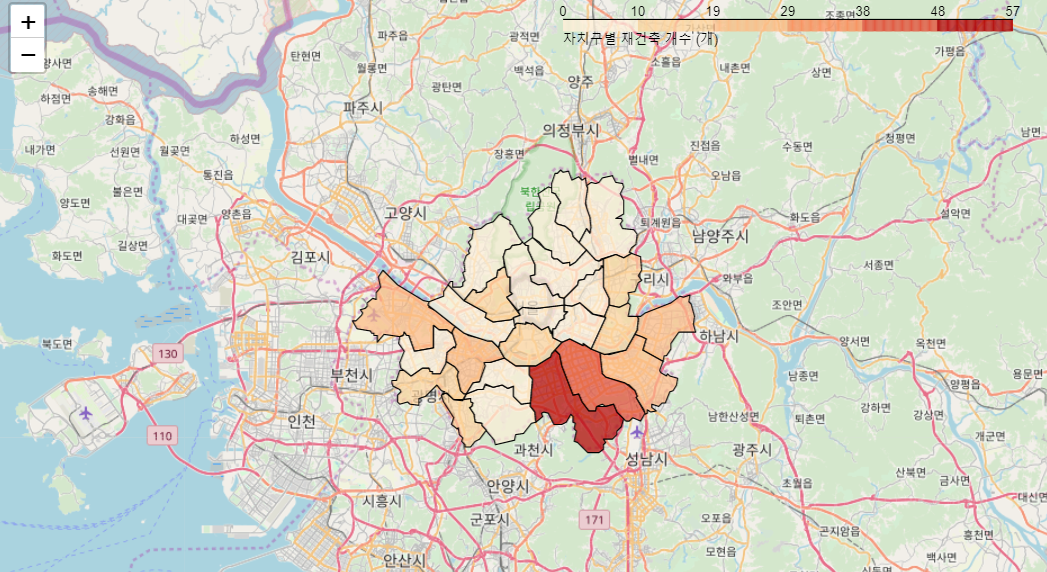 +
−
0 10 19 29 38 48 57
자치구별 재건축 개수 (개)
조종면
가평읍
양사면
송해면
하점면
강화읍
탄현면
파주읍
월롱면
광적면
백석읍
광탄면
양주
소흘읍
내촌면
상면
파주시
의정부시
청평면
남면
내가면
선원면
월곶면
하성면
장흥면
별내면
진접읍
수동면
불은면
통진읍
오남읍
양도면
대곶면
양촌읍
고양시
퇴계원읍
화도읍
설악면
길상면
남양주시
화도면
김포시
리시
와부읍
서종면
조안면
북도면
130
하남시
양서면
옥천면
부천시
남종면
용문면
양평읍
인천
110
강하면
강상면
남한산성면
퇴촌면
개군면
과천시
성남시
광주시
산북면
시흥시
안양시
초월읍
금사면
대신면
군포시
171
오포읍
곤지암읍
흥천면
안산시
모현읍
백사면